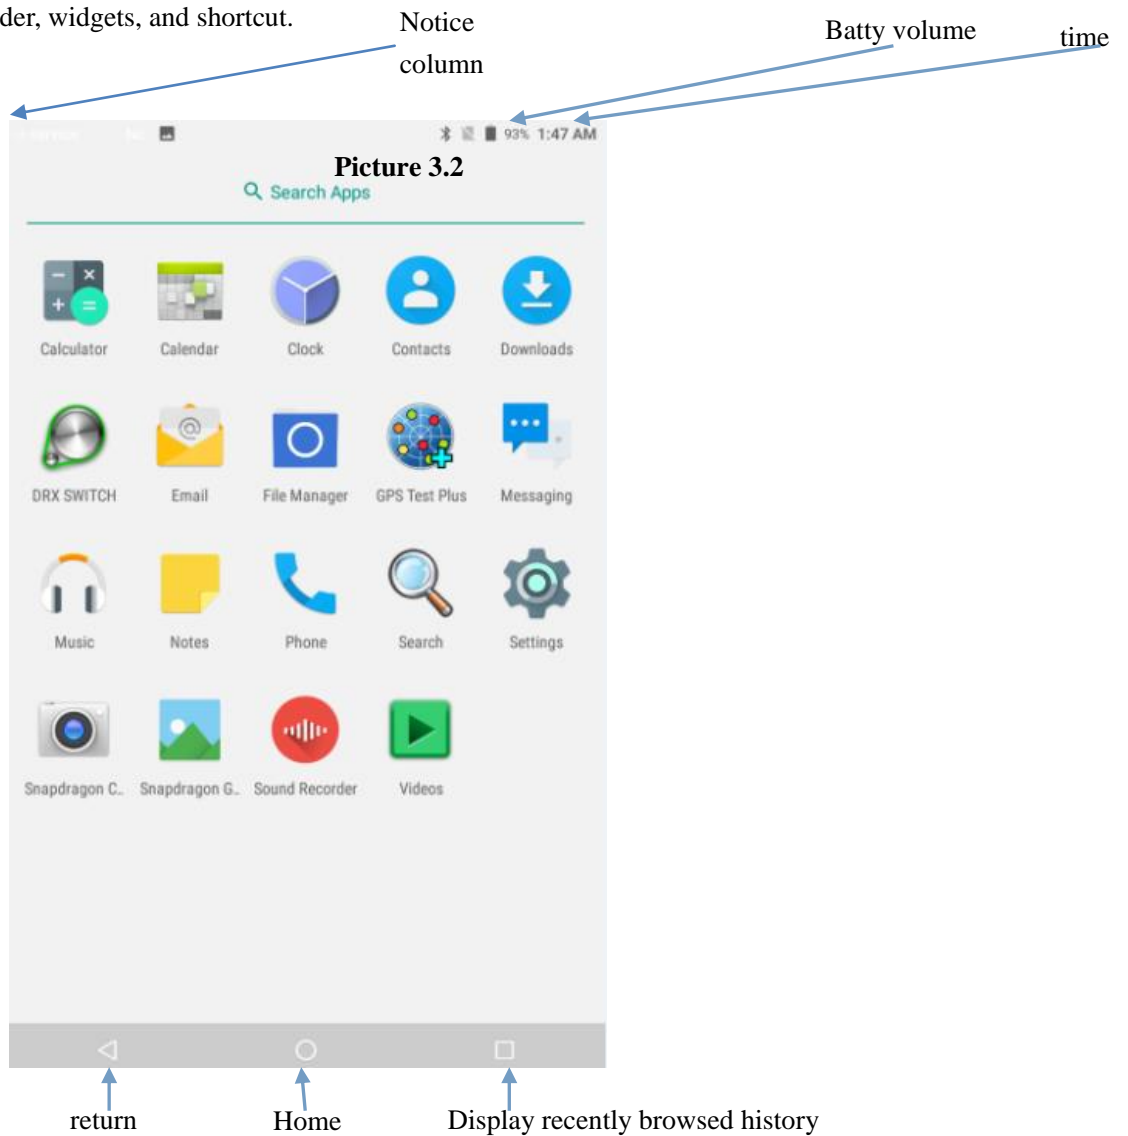 der, widgets, and shortcut.
Notice
column
Batty volume
time
93% 1:47 AM
Picture 3.2
Search Apps
Calculator Calendar Clock Contacts Downloads
DRX SWITCH Email File Manager GPS Test Plus Messaging
Music Notes Phone Search Settings
Snapdragon C.. Snapdragon G.. Sound Recorder Videos
return Home Display recently browsed history